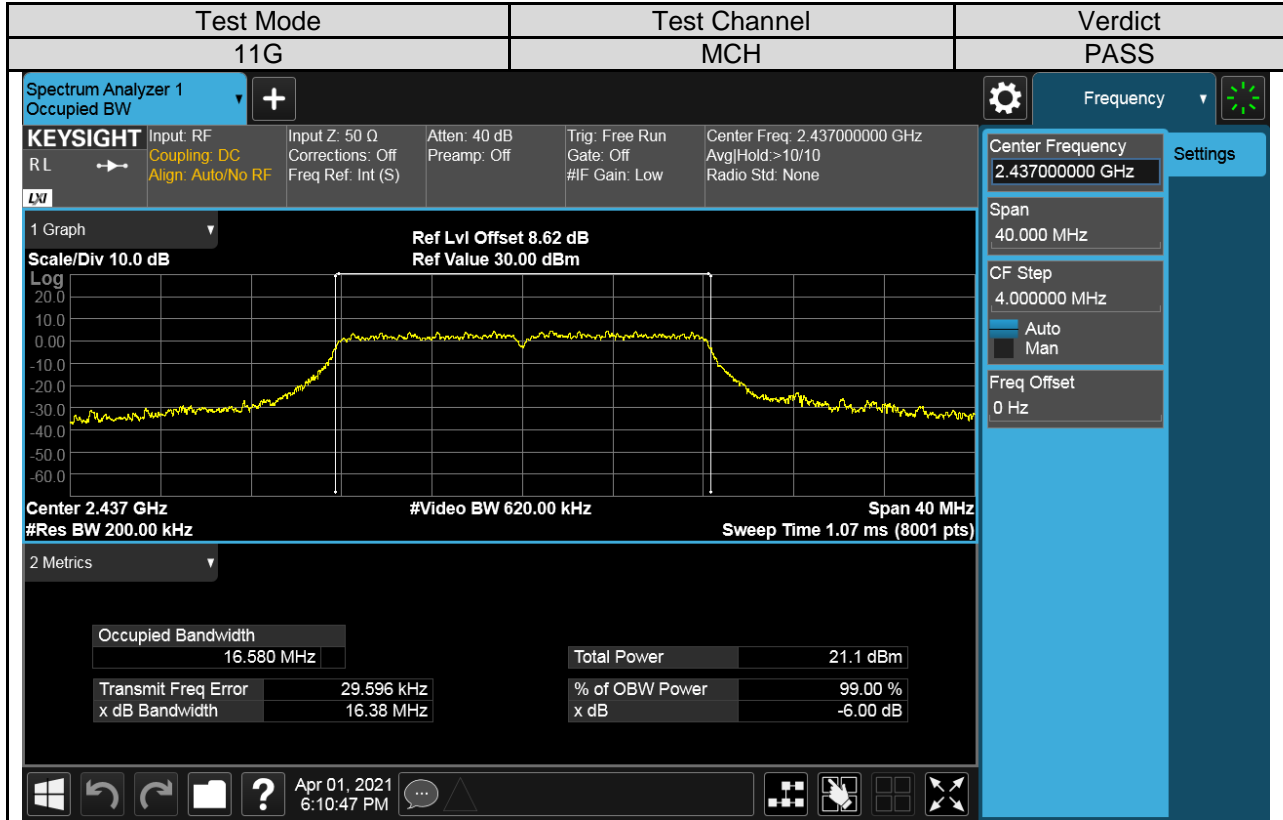 Test Mode Test Channel Verdict
11G MCH PASS
Spectrum Analyzer 1
Occupied BW
Frequency
KEYSIGHT
R L
LXI
Input: RF
Coupling: DC
Align: Auto/No RF
Input Z: 50 Ω
Corrections: Off
Freq Ref: Int (S)
Atten: 40 dB
Preamp: Off
Trig: Free Run
Gate: Off
#IF Gain: Low
Center Freq: 2.437000000 GHz
Avg|Hold:>10/10
Radio Std: None
Center Frequency
2.437000000 GHz
Settings
Span
40.000 MHz
CF Step
4.000000 MHz
Auto
Man
Freq Offset
0 Hz
1 Graph
Scale/Div 10.0 dB
Ref Lvl Offset 8.62 dB
Ref Value 30.00 dBm
Log
20.0
10.0
0.00
-10.0
-20.0
-30.0
-40.0
-50.0
-60.0
Center 2.437 GHz
#Res BW 200.00 kHz
#Video BW 620.00 kHz
Span 40 MHz
Sweep Time 1.07 ms (8001 pts)
2 Metrics
Occupied Bandwidth
16.580 MHz
Total Power 21.1 dBm
Transmit Freq Error 29.596 kHz
% of OBW Power 99.00 %
x dB Bandwidth 16.38 MHz
x dB -6.00 dB
?
Apr 01, 2021
6:10:47 PM